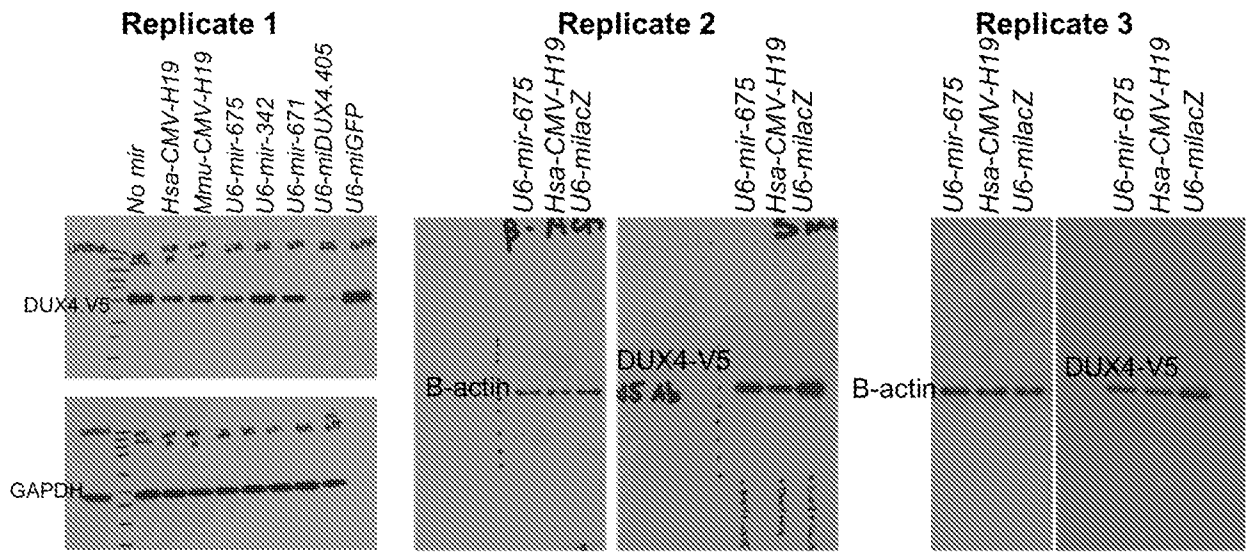 Replicate 1
No mir
Hsa-CMV-H19
Mmu-CMV-H19
U6-mir-675
U6-mir-342
U6-mir-671
U6-miDUX4.405
U6-miGFP
DUX4-V5
GAPDH
Replicate 2
U6-mir-675
Hsa-CMV-H19
U6-milacZ
U6-mir-675
Hsa-CMV-H19
U6-milacZ
B-actin
DUX4-V5
Replicate 3
U6-mir-675
Hsa-CMV-H19
U6-milacZ
U6-mir-675
Hsa-CMV-H19
U6-milacZ
B-actin
DUX4-V5